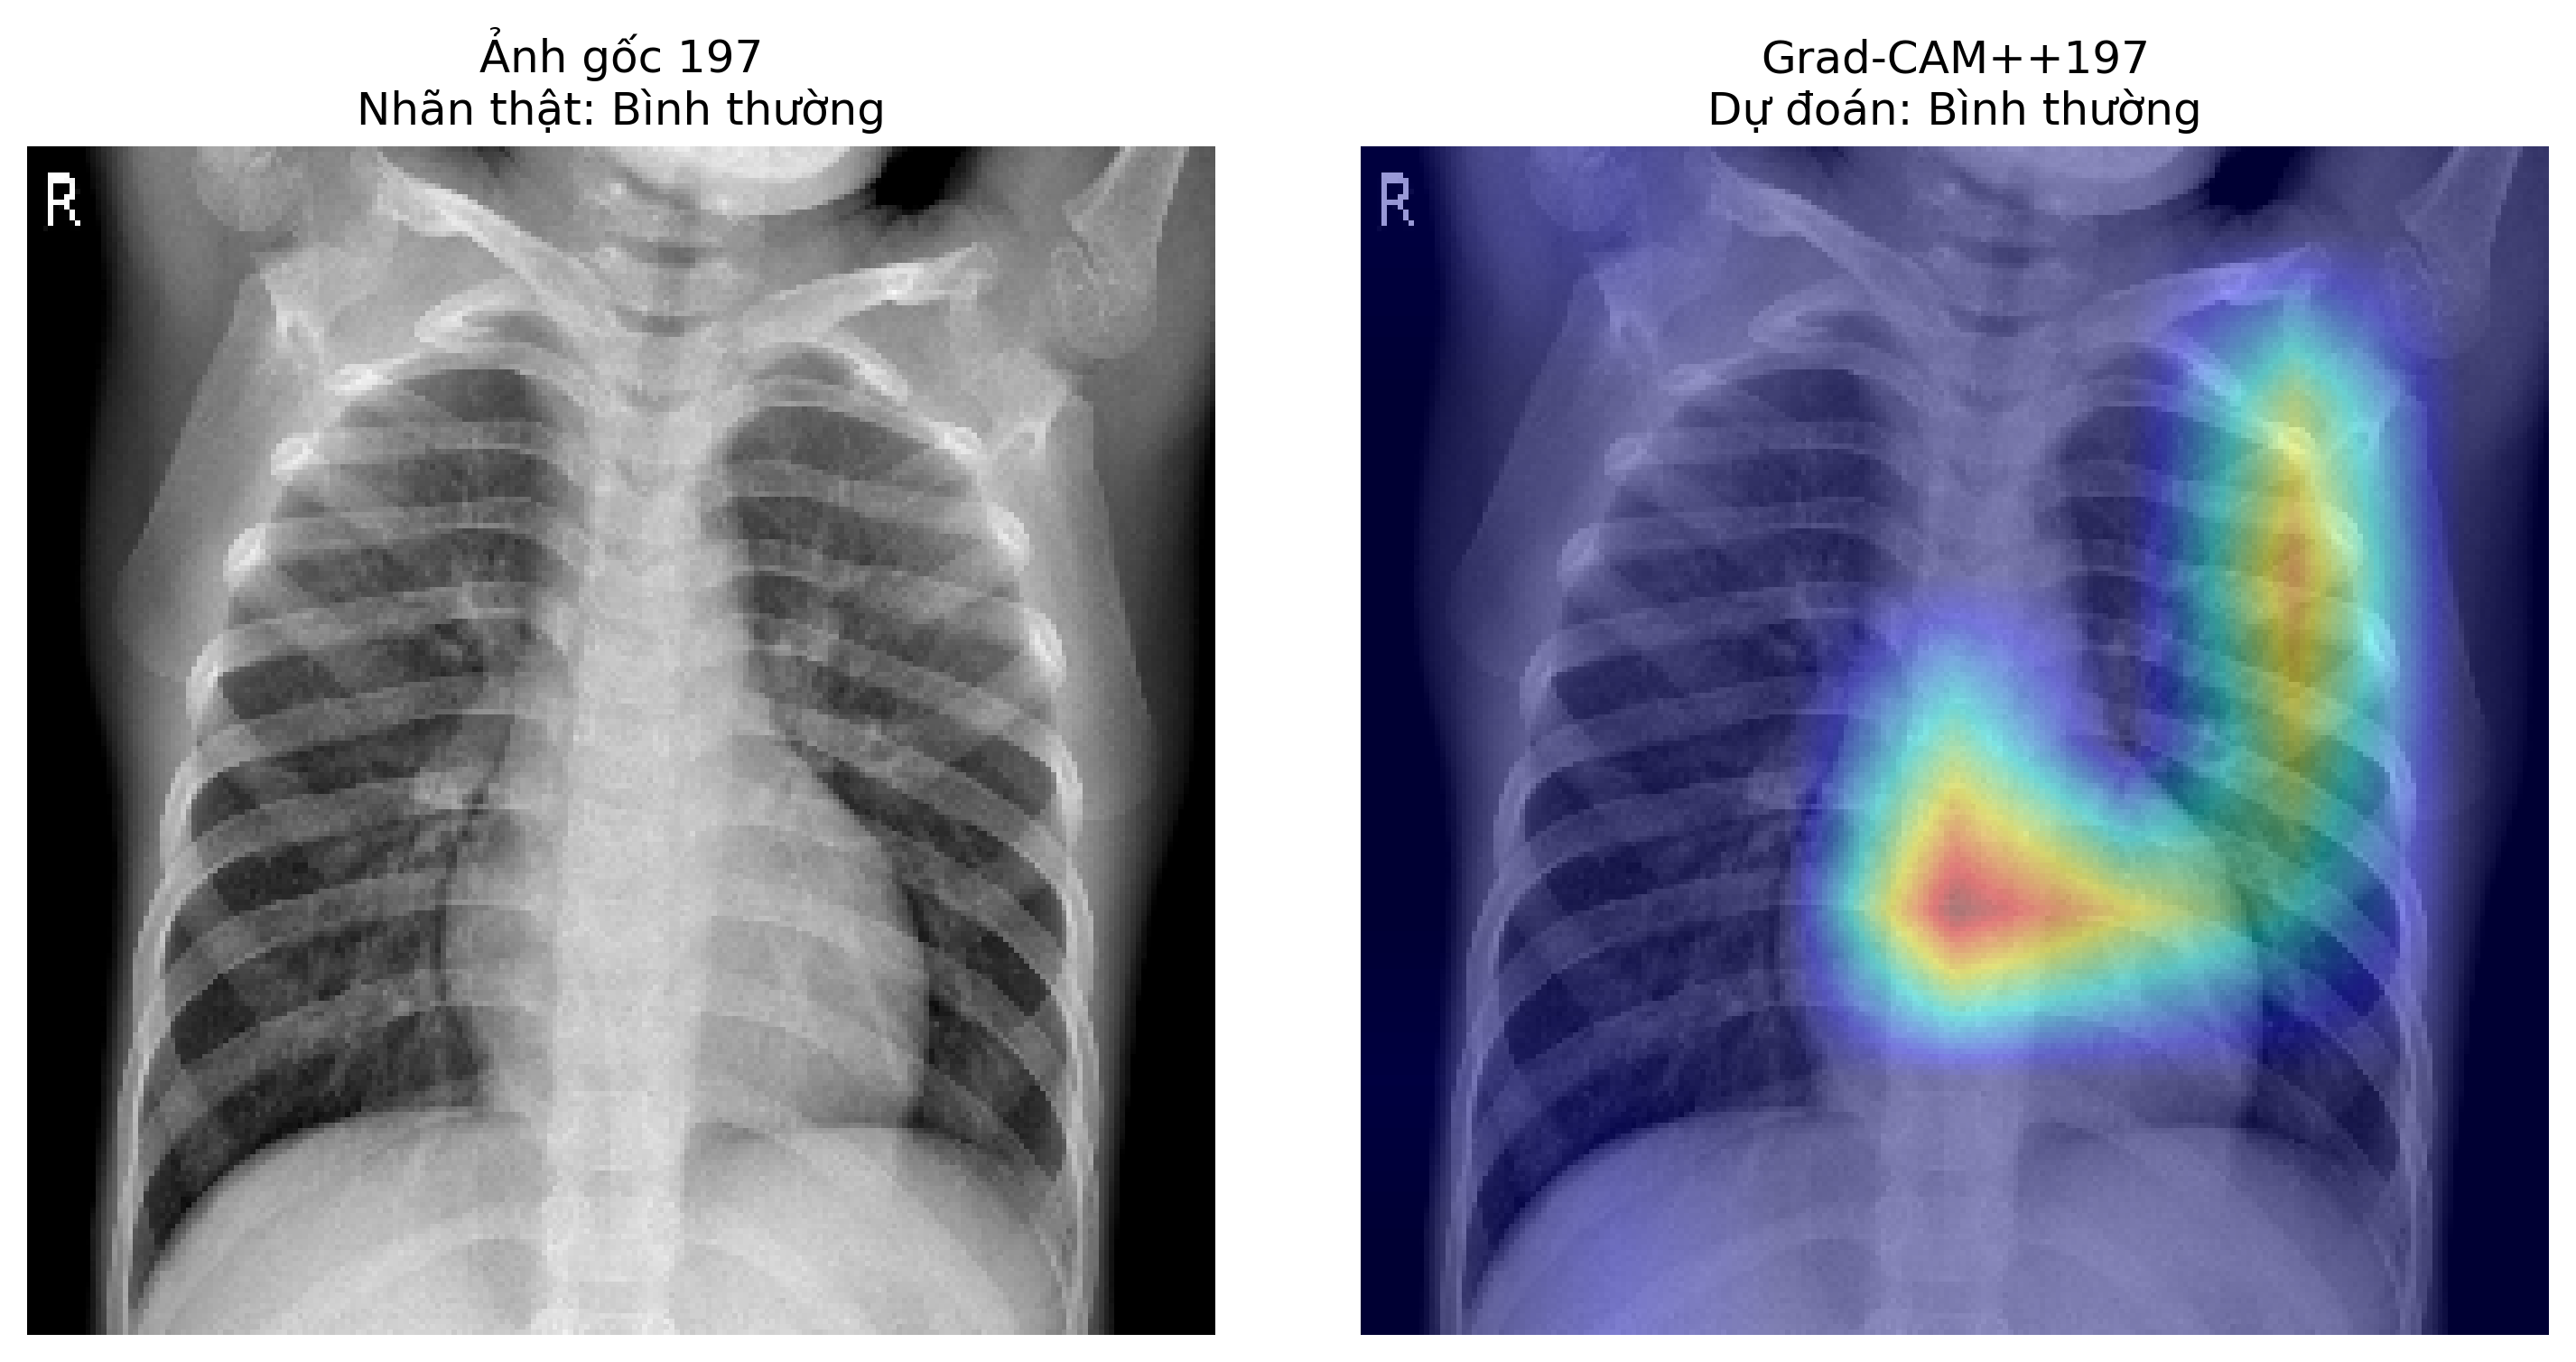 Ảnh gốc 197
Nhãn thật: Bình thường
R
Grad-CAM++197
Dự đoán: Bình thường
R